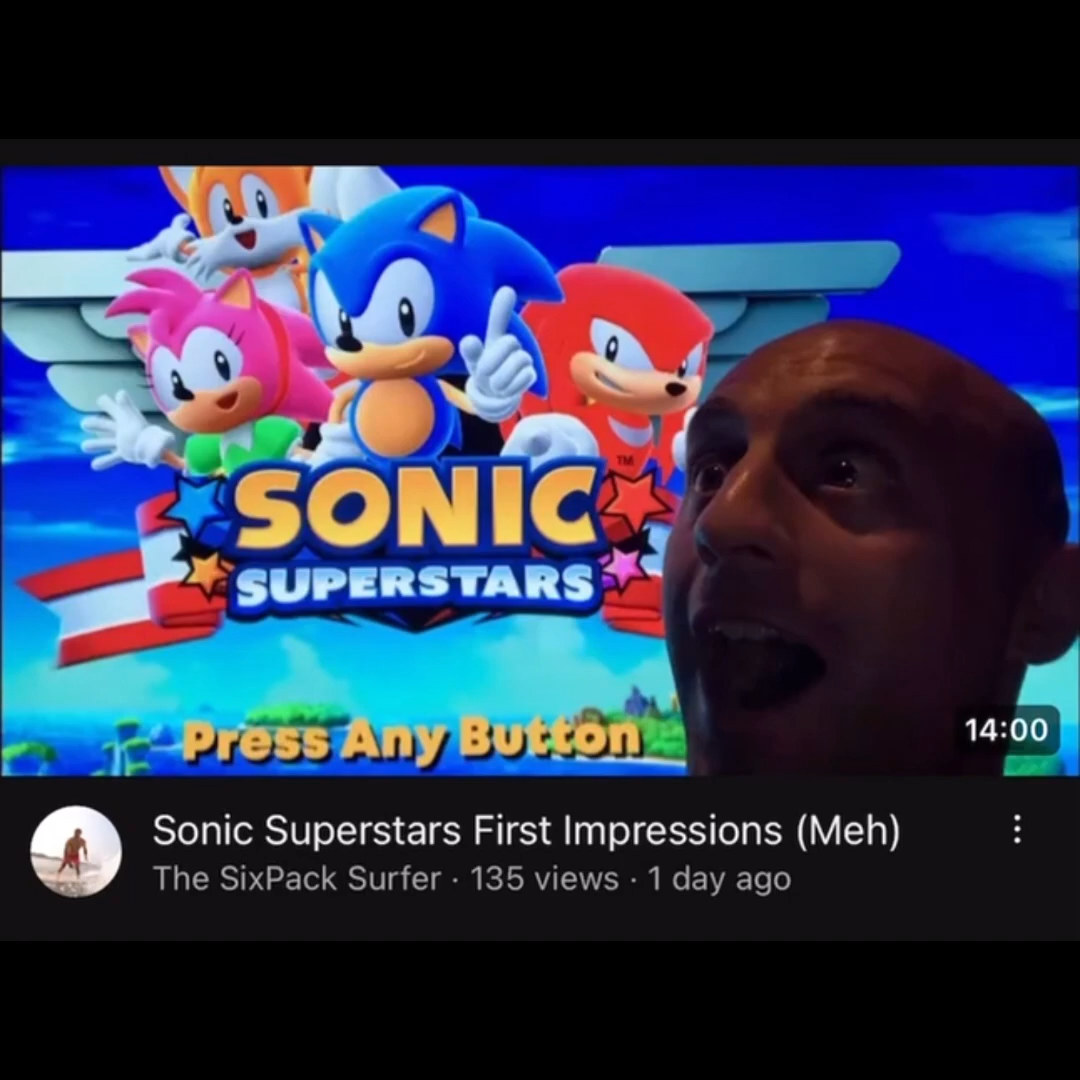 TM
SONIC
SUPERSTARS
Press Any Button
14:00
Sonic Superstars First Impressions (Meh)
The SixPack Surfer · 135 views · 1 day ago